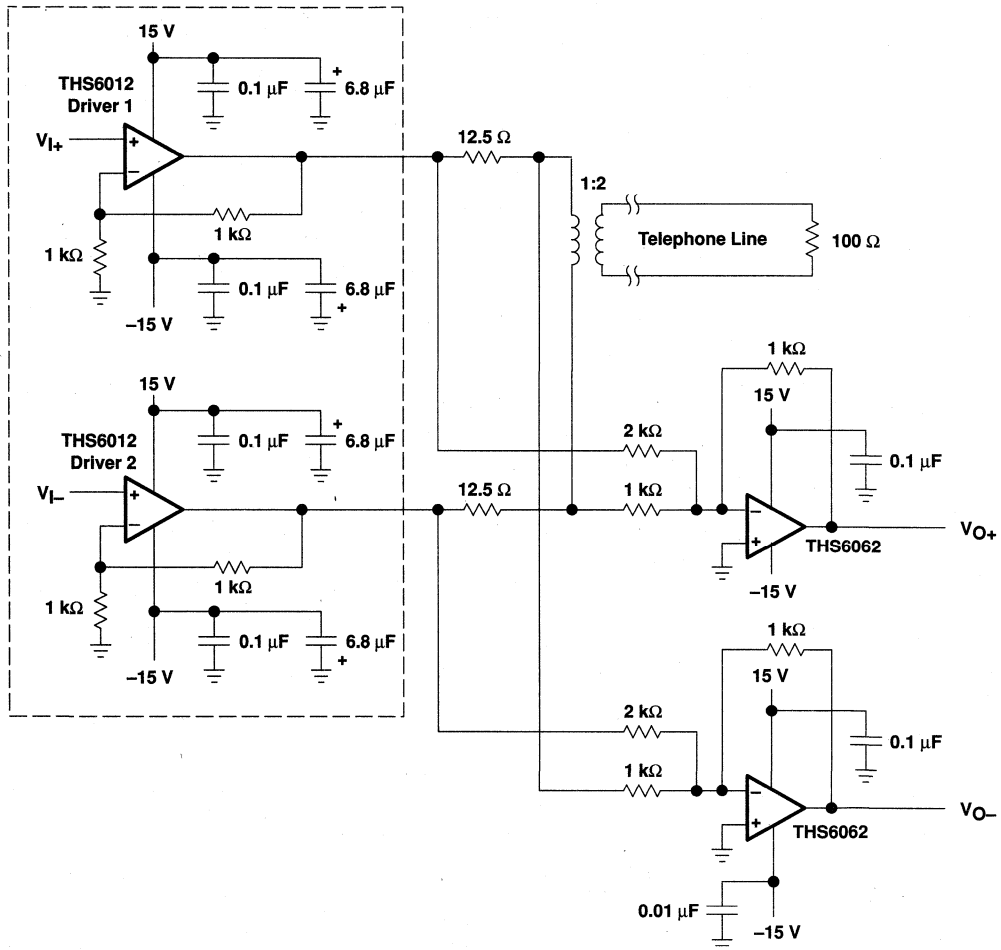 15 V
THS6012
Driver 1
0.1 µF
+
6.8 µF
VI+
+
−
12.5 Ω
1:2
1 kΩ
1 kΩ
Telephone Line
100 Ω
0.1 µF
6.8 µF
+
−15 V
1 kΩ
15 V
15 V
THS6012
Driver 2
0.1 µF
+
6.8 µF
2 kΩ
0.1 µF
VI−
+
−
12.5 Ω
1 kΩ
−
+
THS6062
VO+
1 kΩ
1 kΩ
−15 V
0.1 µF
6.8 µF
+
−15 V
1 kΩ
15 V
2 kΩ
0.1 µF
1 kΩ
−
+
THS6062
VO−
0.01 µF
−15 V